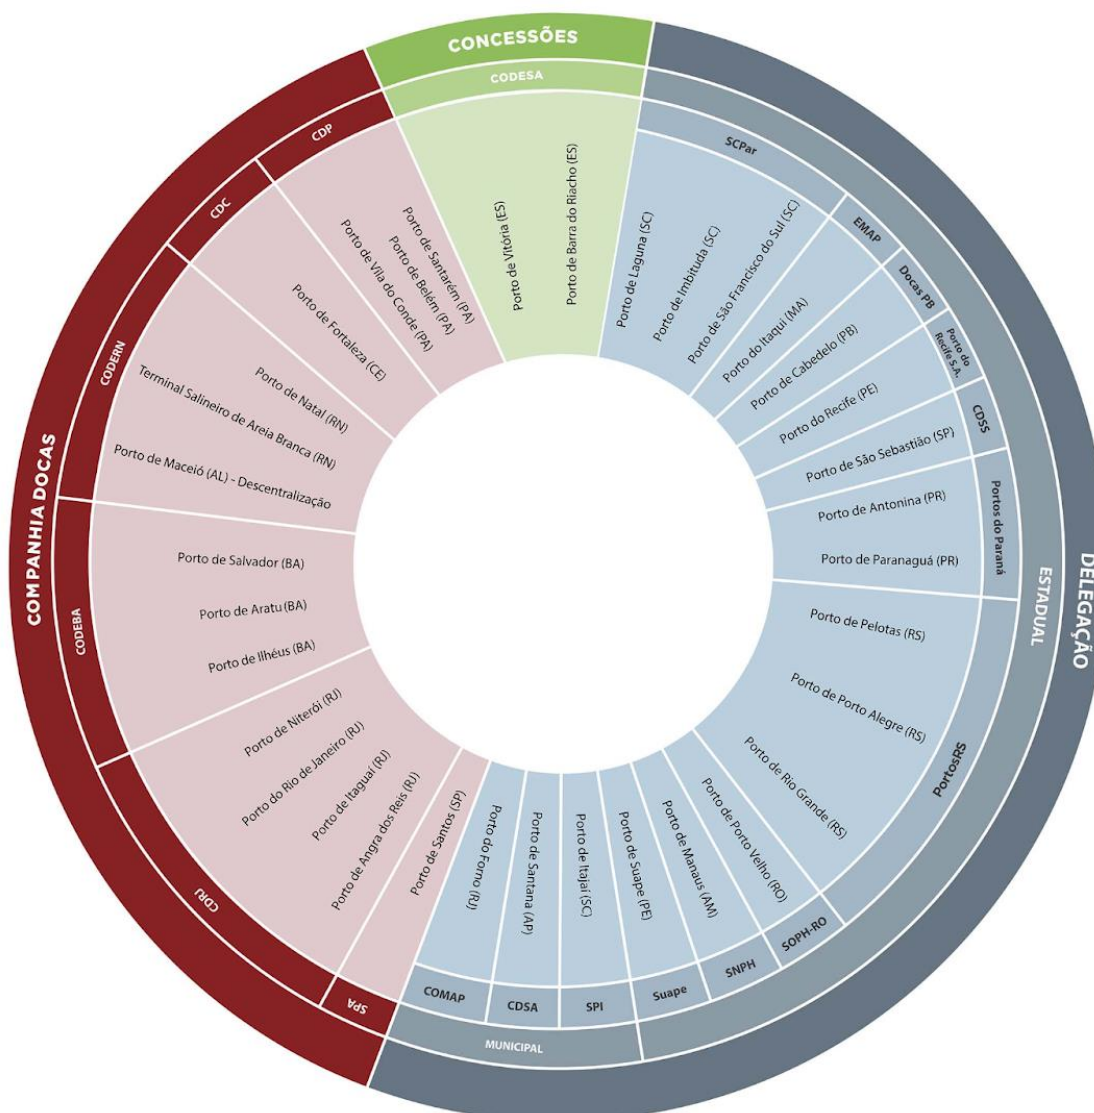 CONCESSÕES
CODESA
Porto de Vitória (ES)
Porto de Barra do Riacho (ES)
DELEGAÇÃO
ESTADUAL
SCPar
Porto de Laguna (SC)
Porto de Imbituda (SC)
Porto de São Francisco do Sul (SC)
EMAP
Porto do Itaqui (MA)
Docas PB
Porto de Cabedelo (PB)
Porto do
Recife S.A.
Porto do Recife (PE)
CDSS
Porto de São Sebastião (SP)
Portos do Paraná
Porto de Antonina (PR)
Porto de Paranaguá (PR)
PortosRS
Porto de Pelotas (RS)
Porto de Porto Alegre (RS)
Porto de Rio Grande (RS)
SOPH-RO
Porto de Porto Velho (RO)
SNPH
Porto de Manaus (AM)
Suape
Porto de Suape (PE)
MUNICIPAL
SPI
Porto de Itajaí (SC)
CDSA
Porto de Santana (AP)
COMAP
Porto do Forno (RJ)
COMPANHIA DOCAS
SPA
Porto de Santos (SP)
CDRJ
Porto de Angra dos Reis (RJ)
Porto de Itaguaí (RJ)
Porto do Rio de Janeiro (RJ)
Porto de Niterói (RJ)
CODEBA
Porto de Ilhéus (BA)
Porto de Aratu (BA)
Porto de Salvador (BA)
CODERN
Porto de Maceió (AL) - Descentralização
Terminal Salineiro de Areia Branca (RN)
Porto de Natal (RN)
CDC
Porto de Fortaleza (CE)
CDP
Porto de Vila do Conde (PA)
Porto de Belém (PA)
Porto de Santarém (PA)